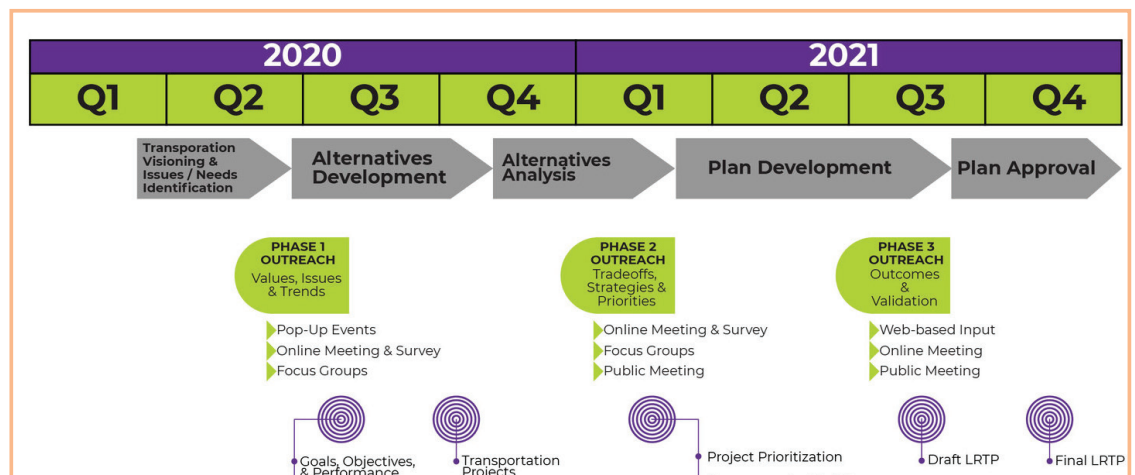 2020
2021
Q1
Q2
Q3
Q4
Q1
Q2
Q3
Q4
Transporation
Visioning &
Issues / Needs
Identification
Alternatives
Development
Alternatives
Analysis
Plan Development
Plan Approval
PHASE 1
OUTREACH
Values, Issues
& Trends
Pop-Up Events
Online Meeting & Survey
Focus Groups
PHASE 2
OUTREACH
Tradeoffs,
Strategies &
Priorities
Online Meeting & Survey
Focus Groups
Public Meeting
PHASE 3
OUTREACH
Outcomes
&
Validation
Web-based Input
Online Meeting
Public Meeting
Goals, Objectives,
& Performance
Transportation
Projects
Project Prioritization
Draft LRTP
Final LRTP